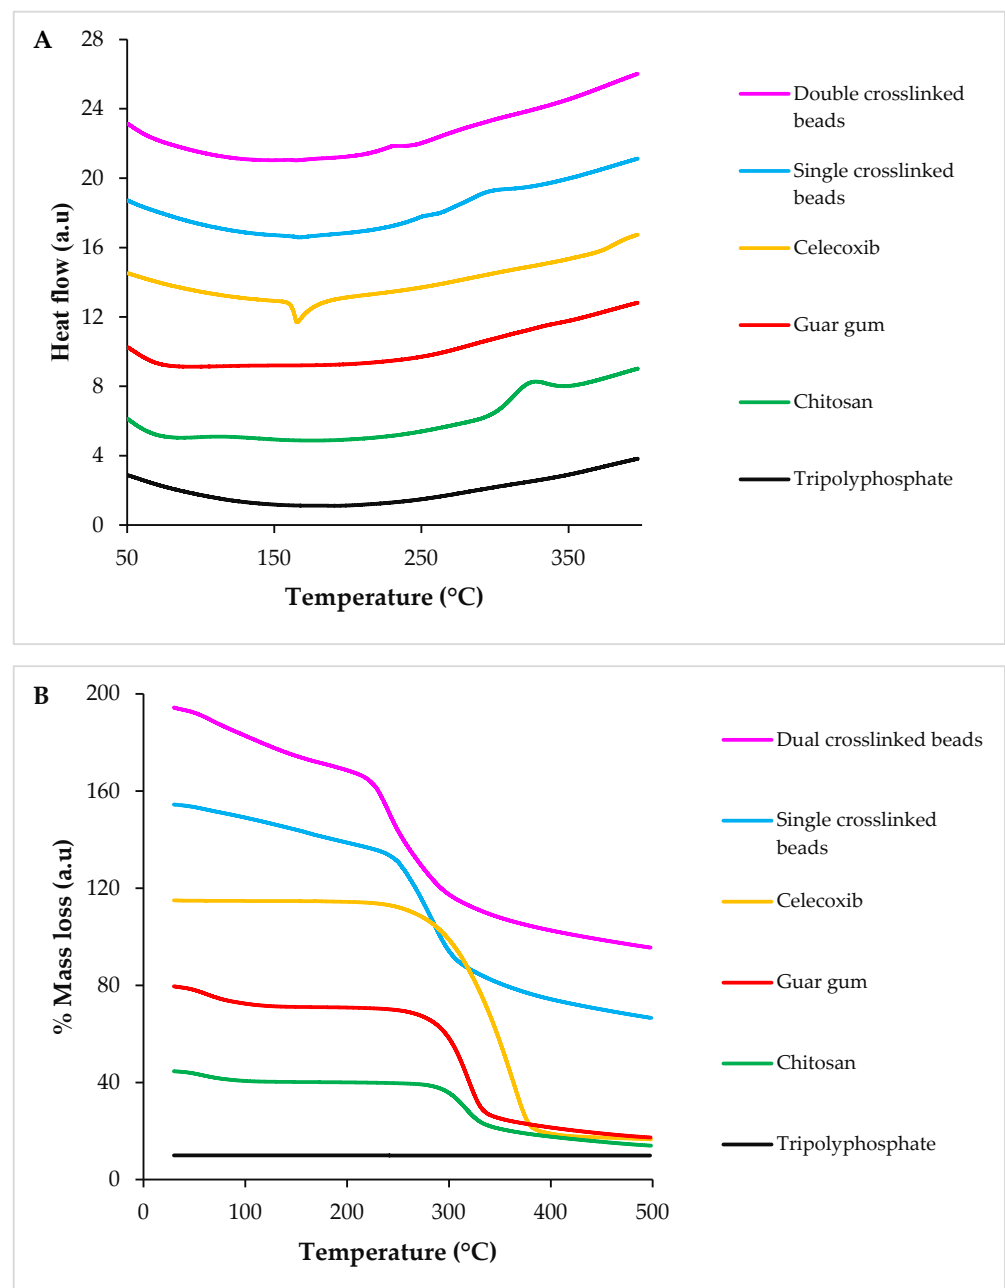 A
28
24
20
16
12
8
4
0
50
150
250
350
Heat flow (a.u)
Temperature (°C)
Double crosslinked
beads
Single crosslinked
beads
Celecoxib
Guar gum
Chitosan
Tripolyphosphate
B
200
160
120
80
40
0
0
100
200
300
400
500
% Mass loss (a.u)
Temperature (°C)
Dual crosslinked beads
Single crosslinked
beads
Celecoxib
Guar gum
Chitosan
Tripolyphosphate